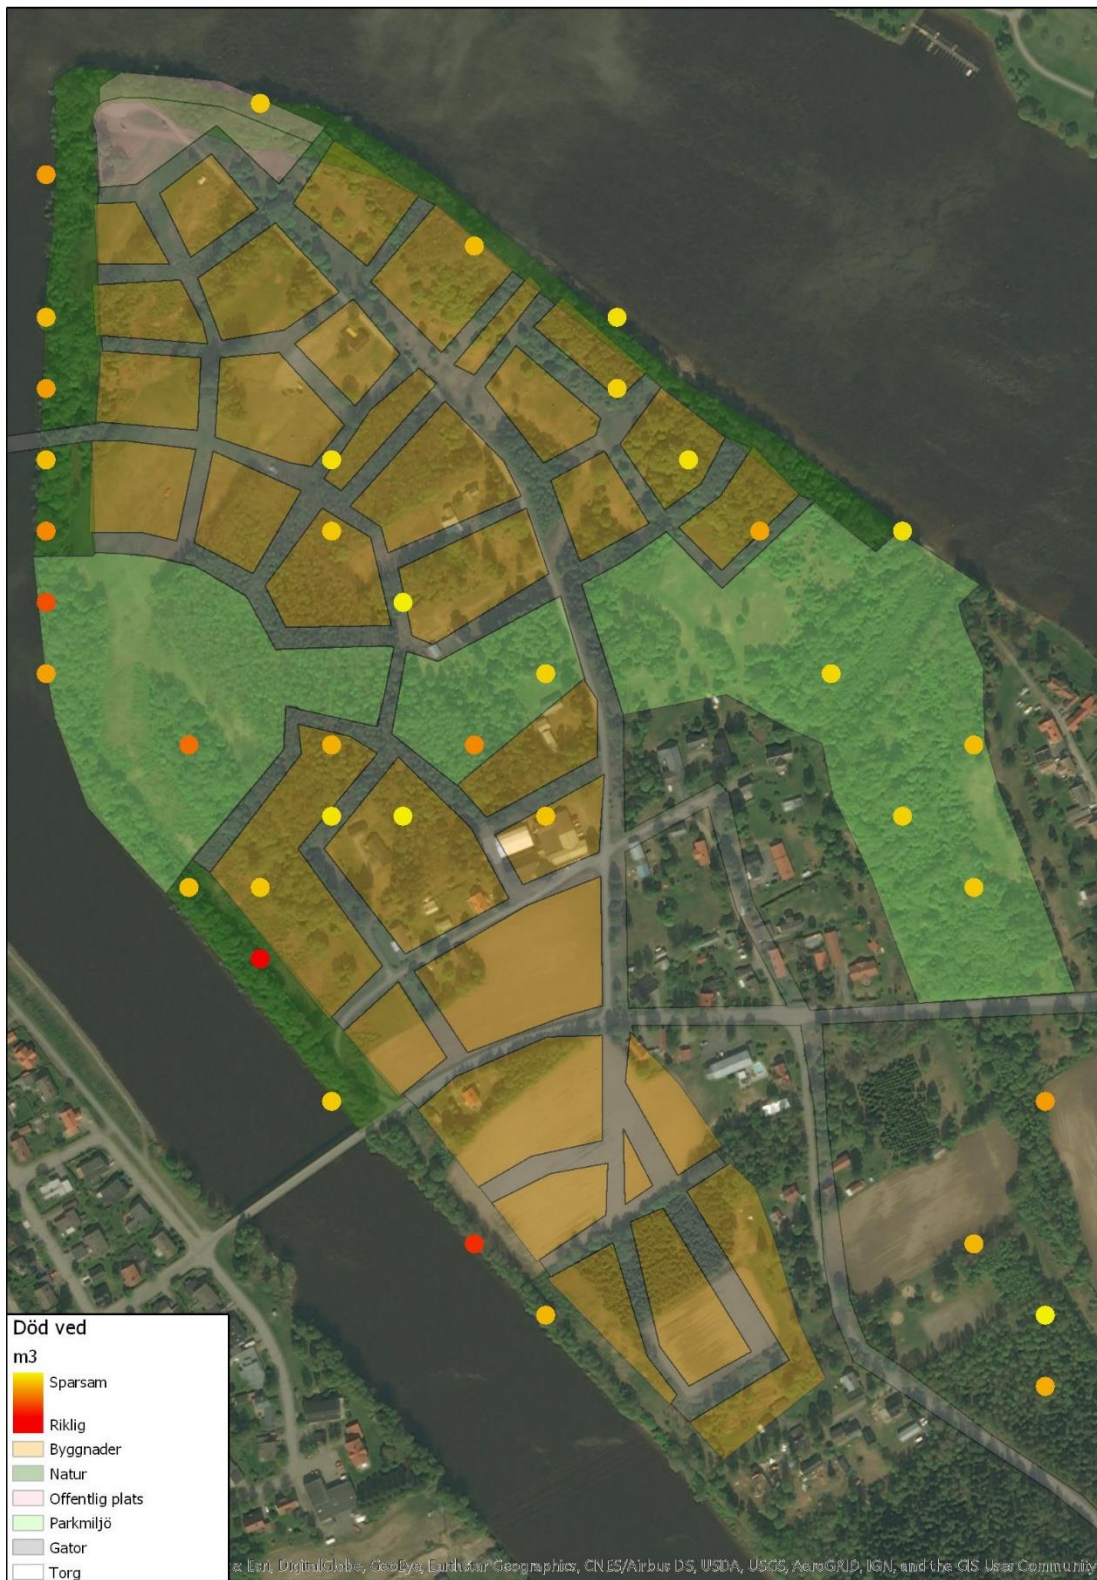 Död ved
m3
Sparsam
Riklig
Byggnader
Natur
Offentlig plats
Parkmiljö
Gator
Torg
Esri, DigitalGlobe, GeoEye, Earthstar Geographics, CNES/Airbus DS, USDA, USGS, AeroGRID, IGN, and the GIS User Community